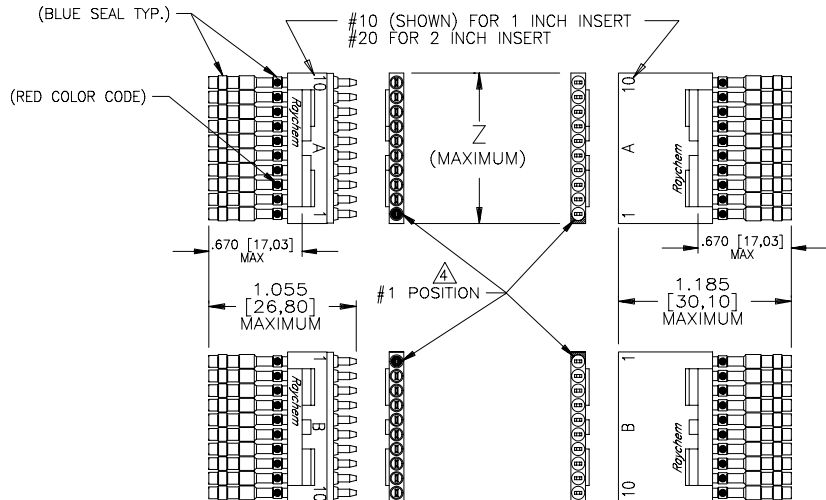 (BLUE SEAL TYP.)
#10 (SHOWN) FOR 1 INCH INSERT
#20 FOR 2 INCH INSERT
(RED COLOR CODE)
10
Raychem
A
1
Z
(MAXIMUM)
10
A
Raychem
1
.670 [17,03]
MAX
1.055
[26,80]
MAXIMUM
4
#1 POSITION
.670 [17,03]
MAX
1.185
[30,10]
MAXIMUM
1
Raychem
B
10
1
B
Raychem
10